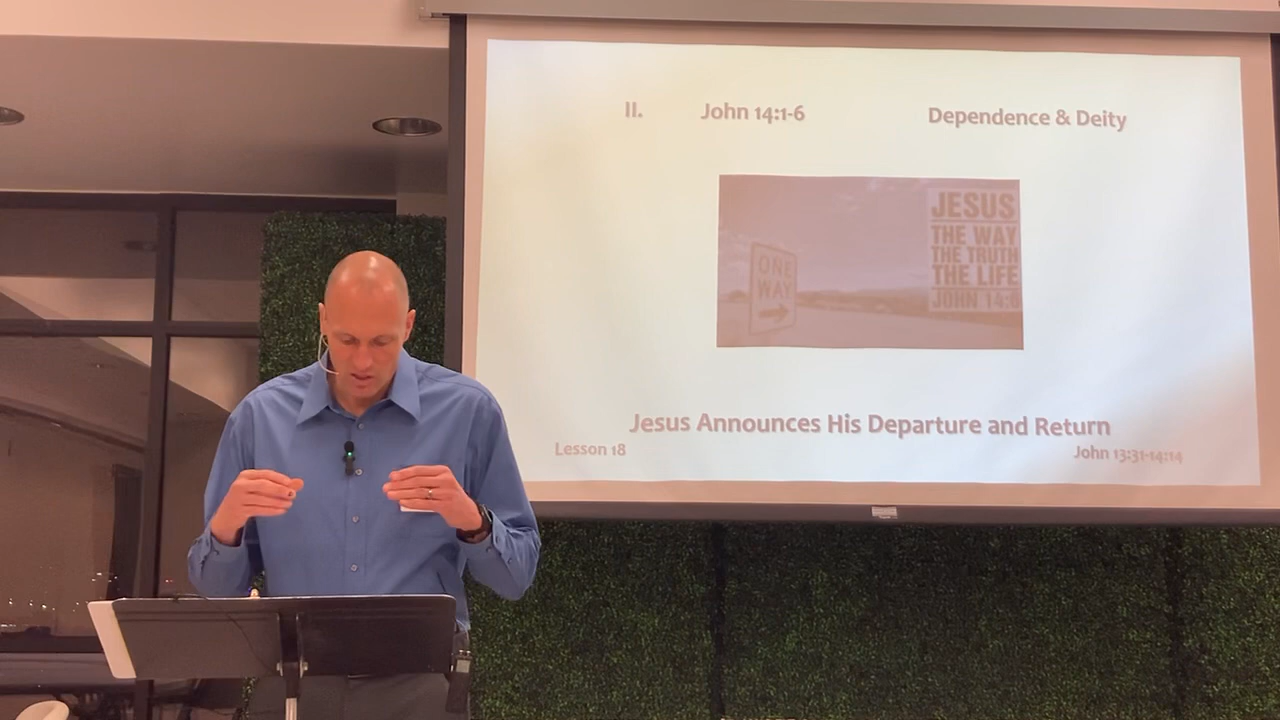 II. John 14:1-6 Dependence & Deity
ONE
WAY
JESUS
THE WAY
THE TRUTH
THE LIFE
JOHN 14:6
Jesus Announces His Departure and Return
Lesson 18 John 13:31-14:14